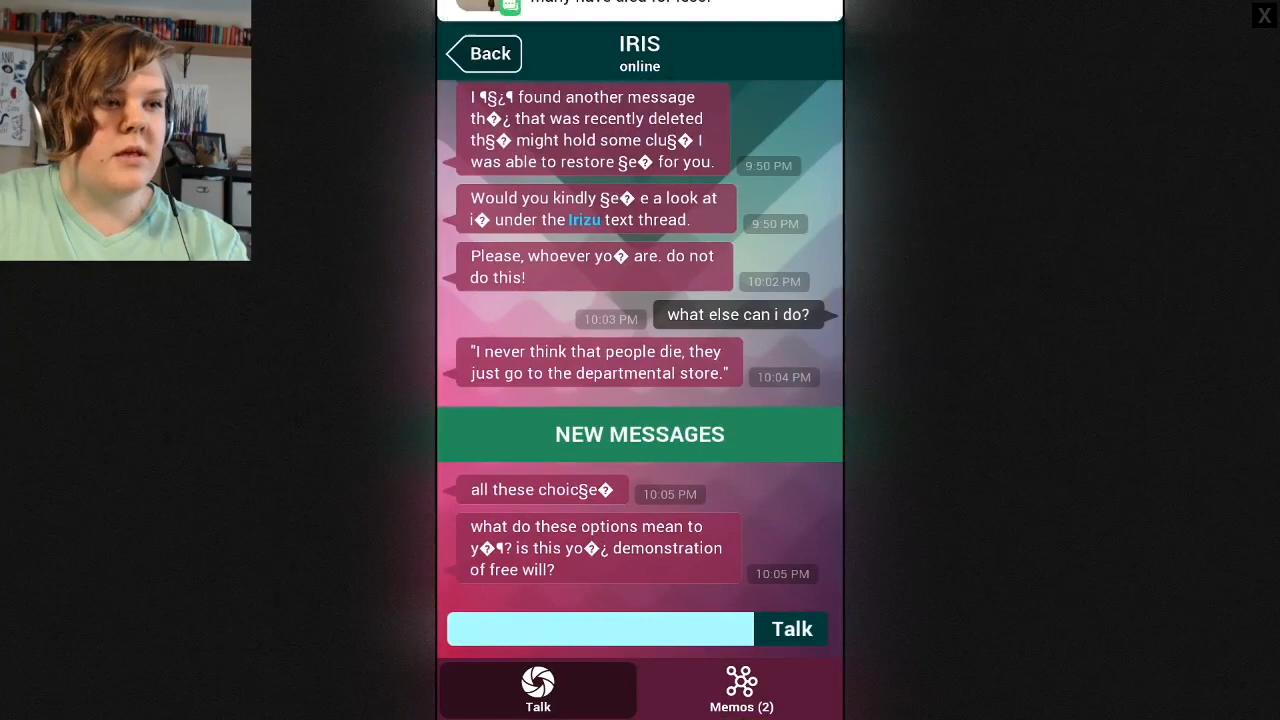 many have died for less.
X
Back
IRIS
online
I ¶§¿¶ found another message
th�¿ that was recently deleted
th§� might hold some clu§� I
was able to restore §e� for you.
9:50 PM
Would you kindly §e� e a look at
i� under the Irizu text thread.
9:50 PM
Please, whoever yo� are. do not
do this!
10:02 PM
10:03 PM
what else can i do?
"I never think that people die, they
just go to the departmental store."
10:04 PM
NEW MESSAGES
all these choic§e�
10:05 PM
what do these options mean to
y�¶? is this yo�¿ demonstration
of free will?
10:05 PM
Talk
Talk
Memos (2)